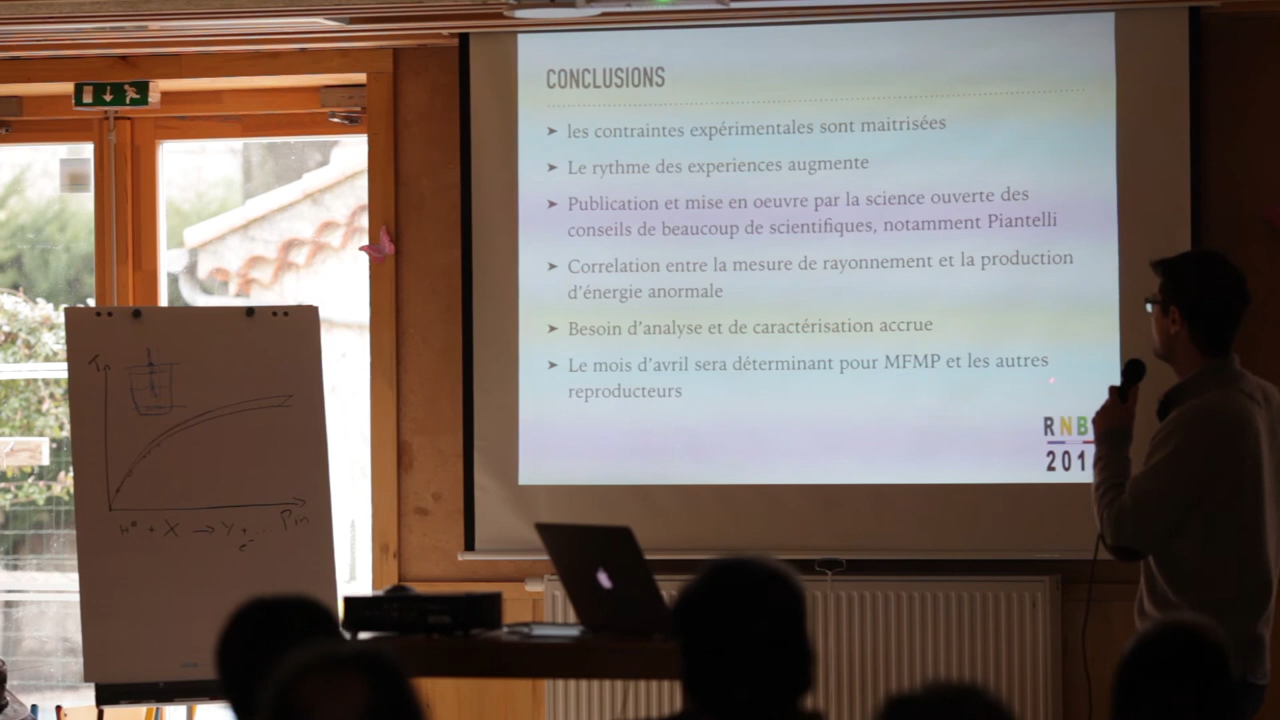 CONCLUSIONS
➤ les contraintes expérimentales sont maitrisées
➤ Le rythme des experiences augmente
➤ Publication et mise en oeuvre par la science ouverte des
conseils de beaucoup de scientifiques, notamment Piantelli
➤ Correlation entre la mesure de rayonnement et la production
d'énergie anormale
➤ Besoin d'analyse et de caractérisation accrue
➤ Le mois d'avril sera déterminant pour MFMP et les autres
reproducteurs
RNB
201
H° + X → Y + ... Pin
e⁻